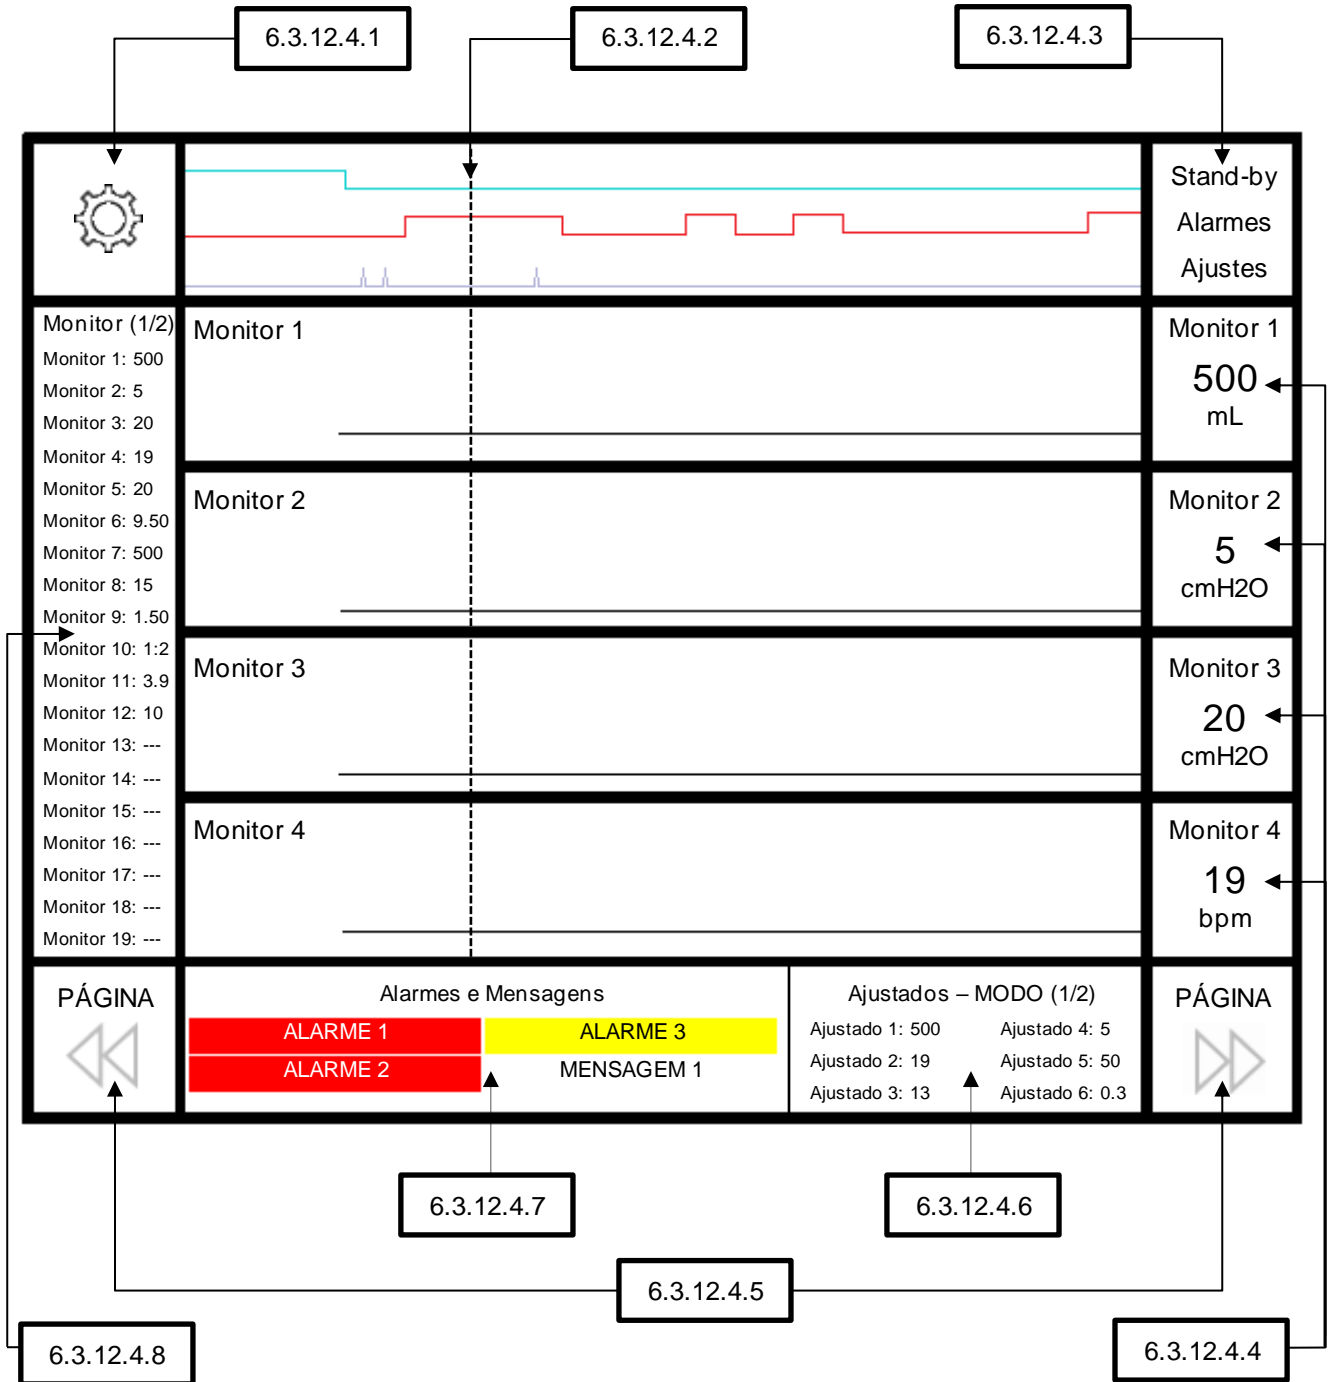 6.3.12.4.1
6.3.12.4.2
6.3.12.4.3
Stand-by
Alarmes
Ajustes
Monitor (1/2)
Monitor 1: 500
Monitor 2: 5
Monitor 3: 20
Monitor 4: 19
Monitor 5: 20
Monitor 6: 9.50
Monitor 7: 500
Monitor 8: 15
Monitor 9: 1.50
Monitor 10: 1:2
Monitor 11: 3.9
Monitor 12: 10
Monitor 13: ---
Monitor 14: ---
Monitor 15: ---
Monitor 16: ---
Monitor 17: ---
Monitor 18: ---
Monitor 19: ---
Monitor 1
Monitor 2
Monitor 3
Monitor 4
Monitor 1
500
mL
Monitor 2
5
cmH2O
Monitor 3
20
cmH2O
Monitor 4
19
bpm
PÁGINA
Alarmes e Mensagens
ALARME 1
ALARME 3
ALARME 2
MENSAGEM 1
Ajustados – MODO (1/2)
Ajustado 1: 500
Ajustado 4: 5
Ajustado 2: 19
Ajustado 5: 50
Ajustado 3: 13
Ajustado 6: 0.3
PÁGINA
6.3.12.4.7
6.3.12.4.6
6.3.12.4.5
6.3.12.4.8
6.3.12.4.4